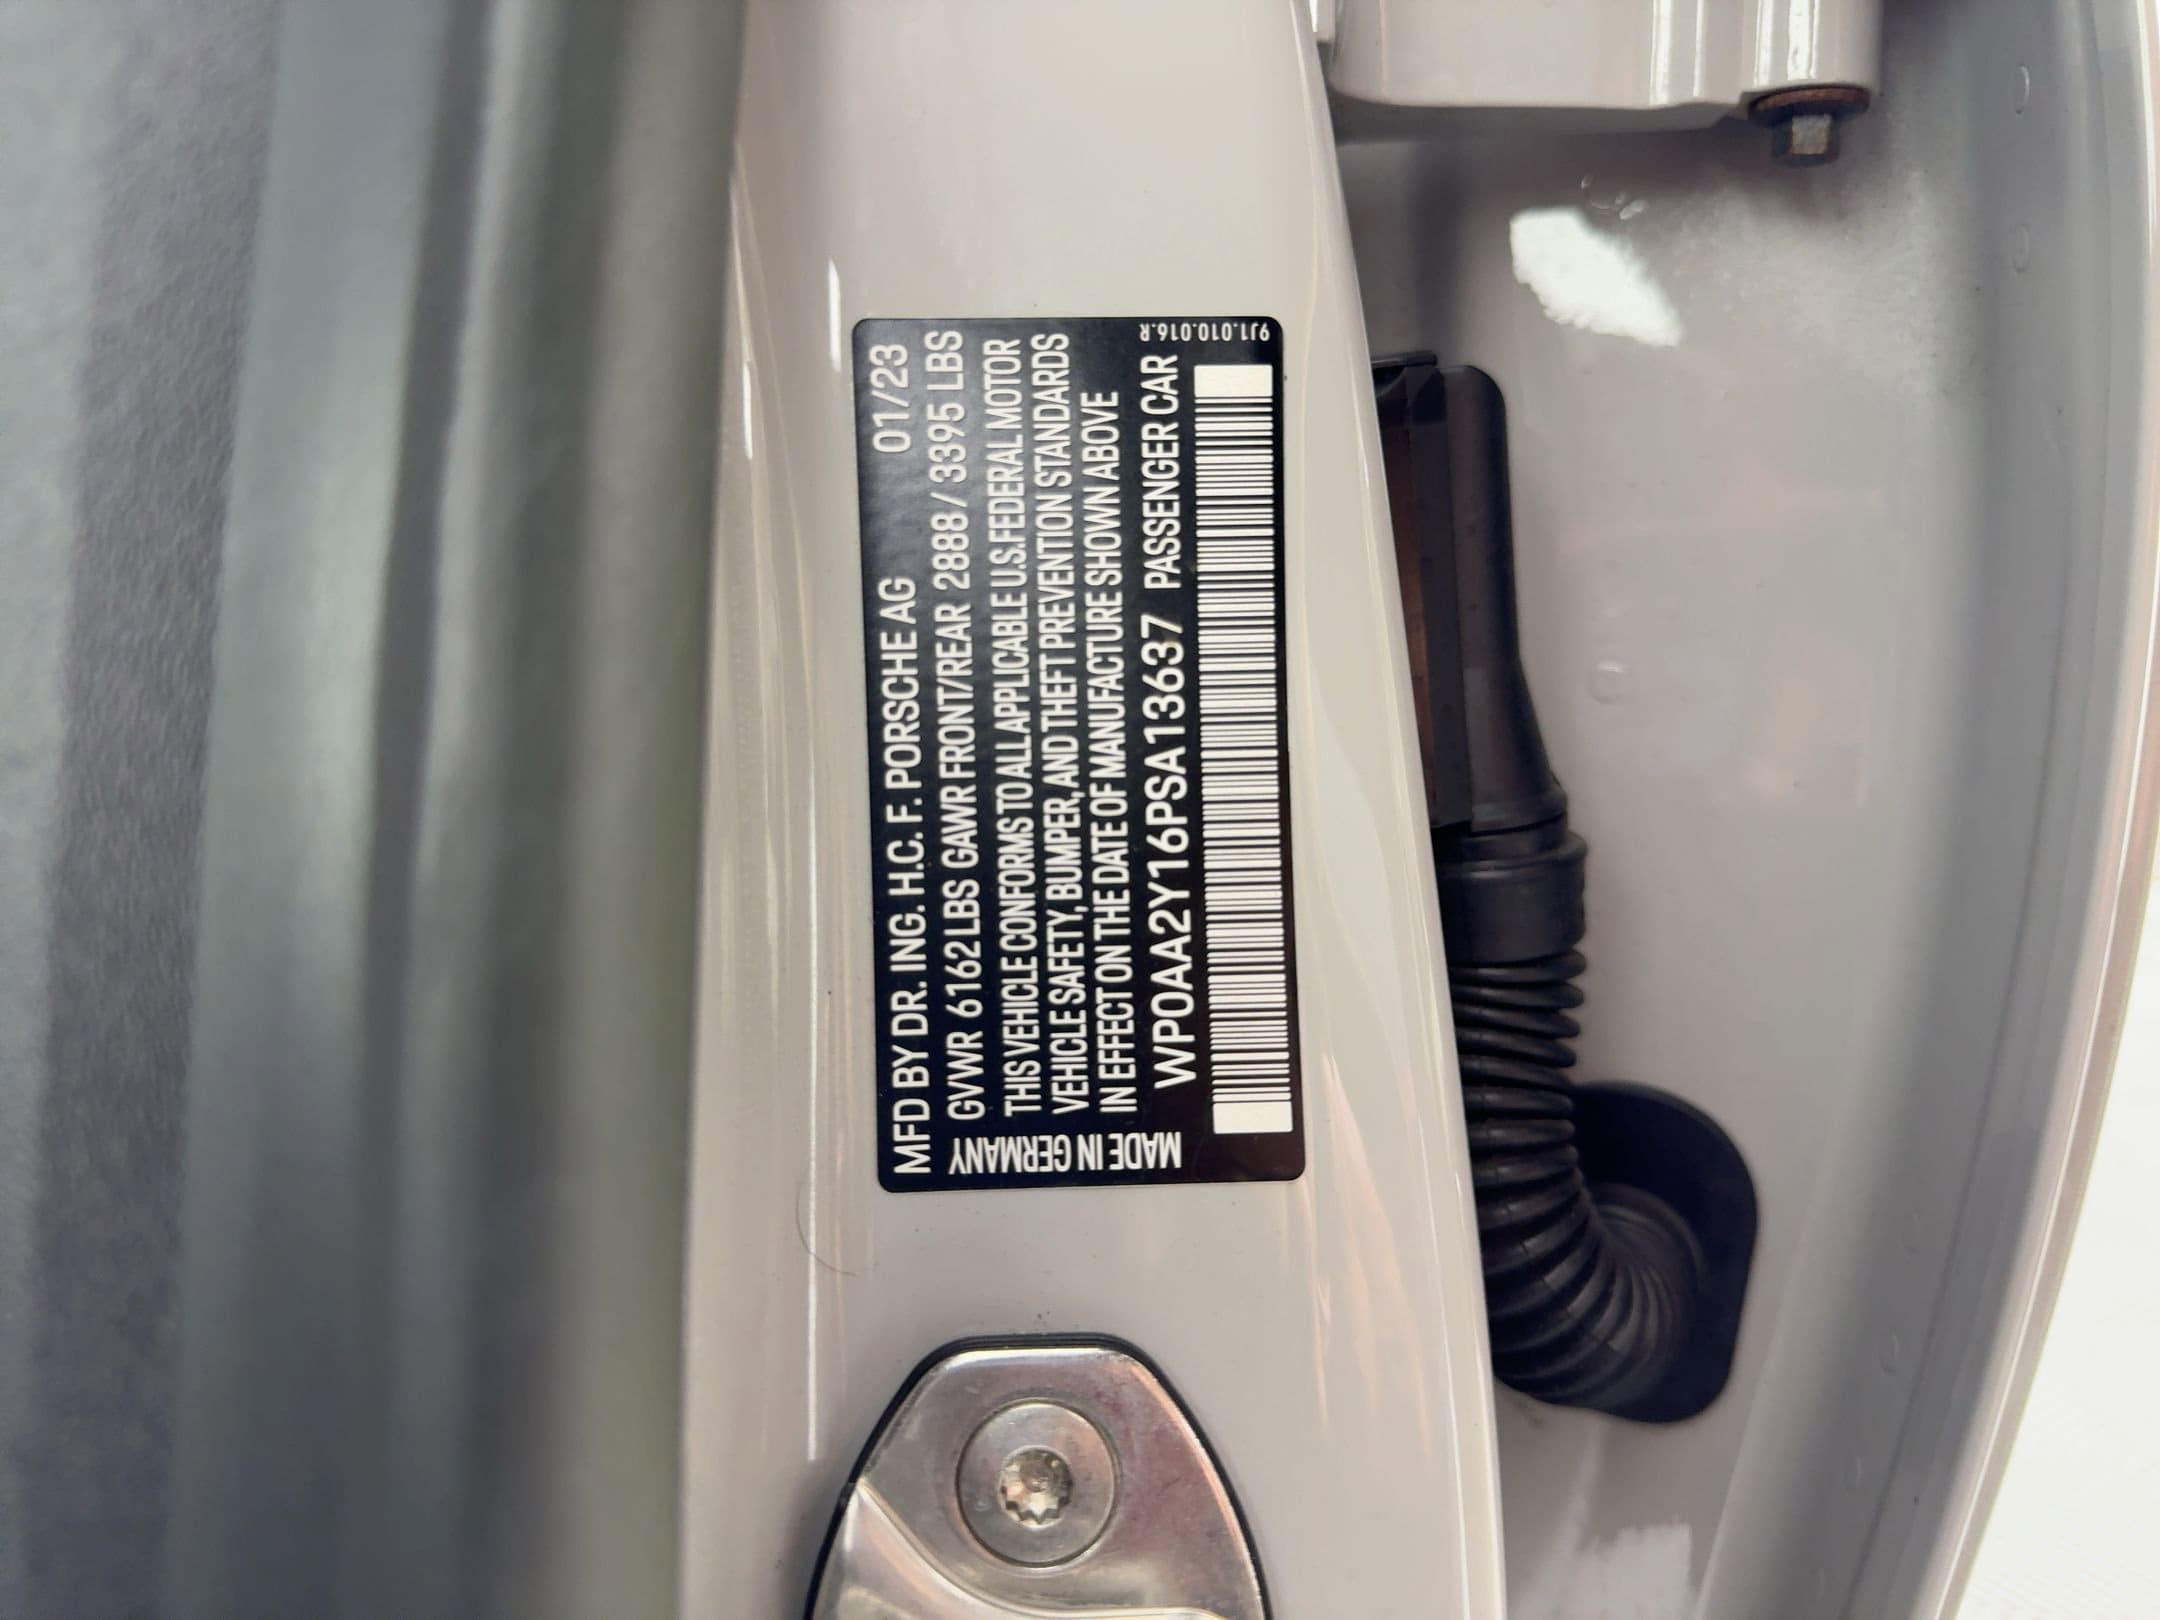 MFD BY DR. ING. H.C. F. PORSCHE AG 01/23
GVWR 6162 LBS GAWR FRONT/REAR 2888 / 3395 LBS
THIS VEHICLE CONFORMS TO ALL APPLICABLE U.S. FEDERAL MOTOR
VEHICLE SAFETY, BUMPER, AND THEFT PREVENTION STANDARDS
IN EFFECT ON THE DATE OF MANUFACTURE SHOWN ABOVE
WP0AA2Y16PSA13637 PASSENGER CAR
MADE IN GERMANY
9J1.010.016.R